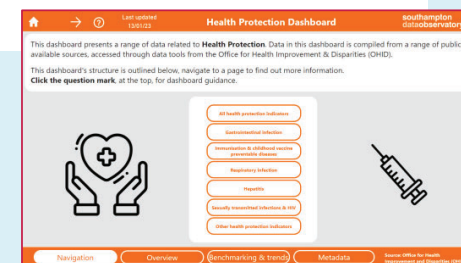 Last updated
13/01/23
Health Protection Dashboard
southampton
dataobservatory
This dashboard presents a range of data related to Health Protection. Data in this dashboard is compiled from a range of public
available sources, accessed through data tools from the Office for Health Improvement & Disparities (OHID).
This dashboard's structure is outlined below, navigate to a page to find out more information.
Click the question mark, at the top, for dashboard guidance.
All health protection indicators
Gastrointestinal infection
Immunisation & childhood vaccine
preventable diseases
Respiratory infection
Hepatitis
Sexually transmitted infections & HIV
Other health protection indicators
Navigation
Overview
Benchmarking & trends
Metadata
Source: Office for Health
Improvement and Disparities (OHID)